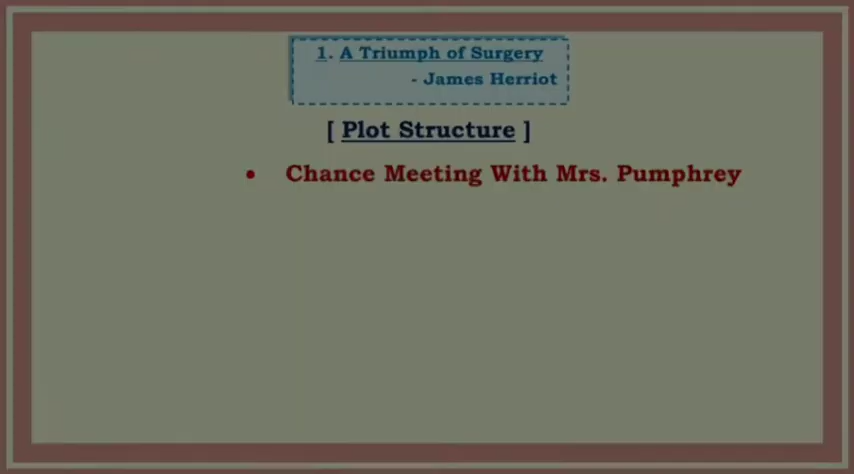 1. A Triumph of Surgery
- James Herriot
[ Plot Structure ]
• Chance Meeting With Mrs. Pumphrey